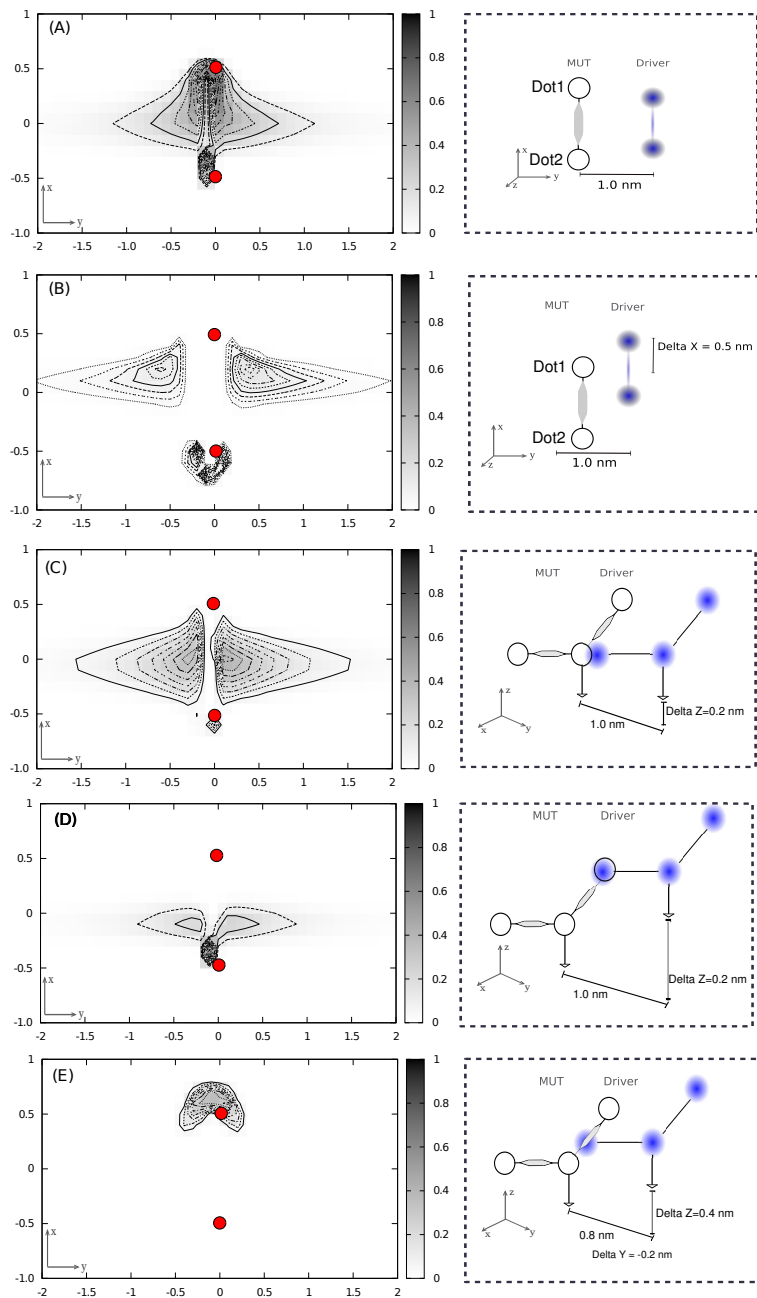 (A)
1
0.5
0
-0.5
-1.0
-2 -1.5 -1 -0.5 0 0.5 1 1.5 2
x
y
1
0.8
0.6
0.4
0.2
0
MUT Driver
Dot1
Dot2
x
y
z
1.0 nm
(B)
1
0.5
0
-0.5
-1.0
-2 -1.5 -1 -0.5 0 0.5 1 1.5 2
x
y
1
0.8
0.6
0.4
0.2
0
MUT Driver
Delta X = 0.5 nm
Dot1
Dot2
x
y
z
1.0 nm
(C)
1
0.5
0
-0.5
-1.0
-2 -1.5 -1 -0.5 0 0.5 1 1.5 2
x
y
1
0.8
0.6
0.4
0.2
0
MUT Driver
z
x
y
1.0 nm
Delta Z=0.2 nm
(D)
1
0.5
0
-0.5
-1.0
-2 -1.5 -1 -0.5 0 0.5 1 1.5 2
x
y
1
0.8
0.6
0.4
0.2
0
MUT Driver
z
x
y
1.0 nm
Delta Z=0.2 nm
(E)
1
0.5
0
-0.5
-1.0
-2 -1.5 -1 -0.5 0 0.5 1 1.5 2
x
y
1
0.8
0.6
0.4
0.2
0
MUT Driver
z
x
y
0.8 nm
Delta Z=0.4 nm
Delta Y = -0.2 nm